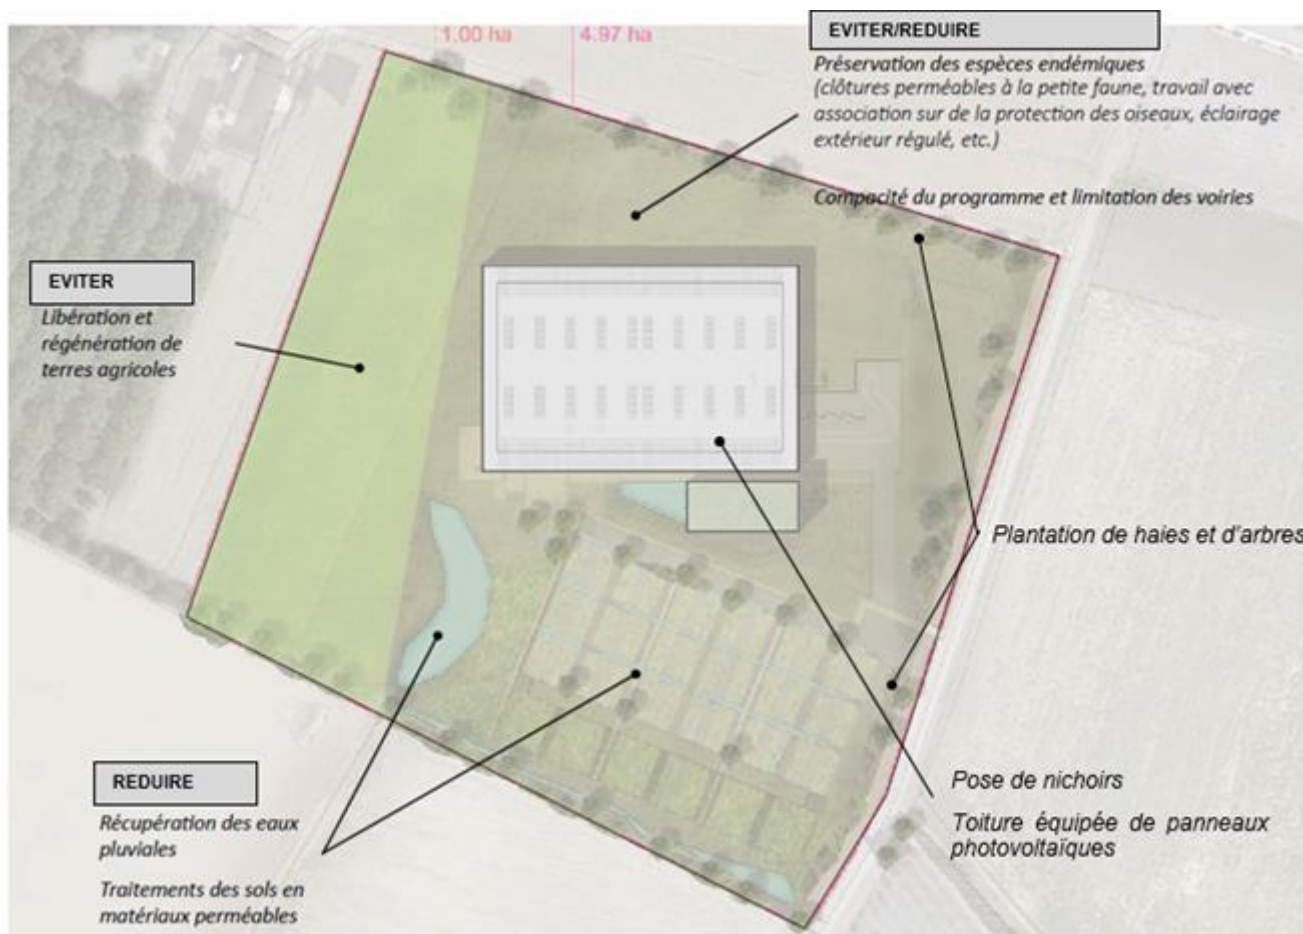 1.00 ha
4.97 ha
EVITER/REDUIRE
Préservation des espèces endémiques
(clôtures perméables à la petite faune, travail avec
association sur de la protection des oiseaux, éclairage
extérieur régulé, etc.)
Compacité du programme et limitation des voiries
EVITER
Libération et
régénération de
terres agricoles
Plantation de haies et d'arbres
REDUIRE
Récupération des eaux
pluviales
Traitements des sols en
matériaux perméables
Pose de nichoirs
Toiture équipée de panneaux
photovoltaïques